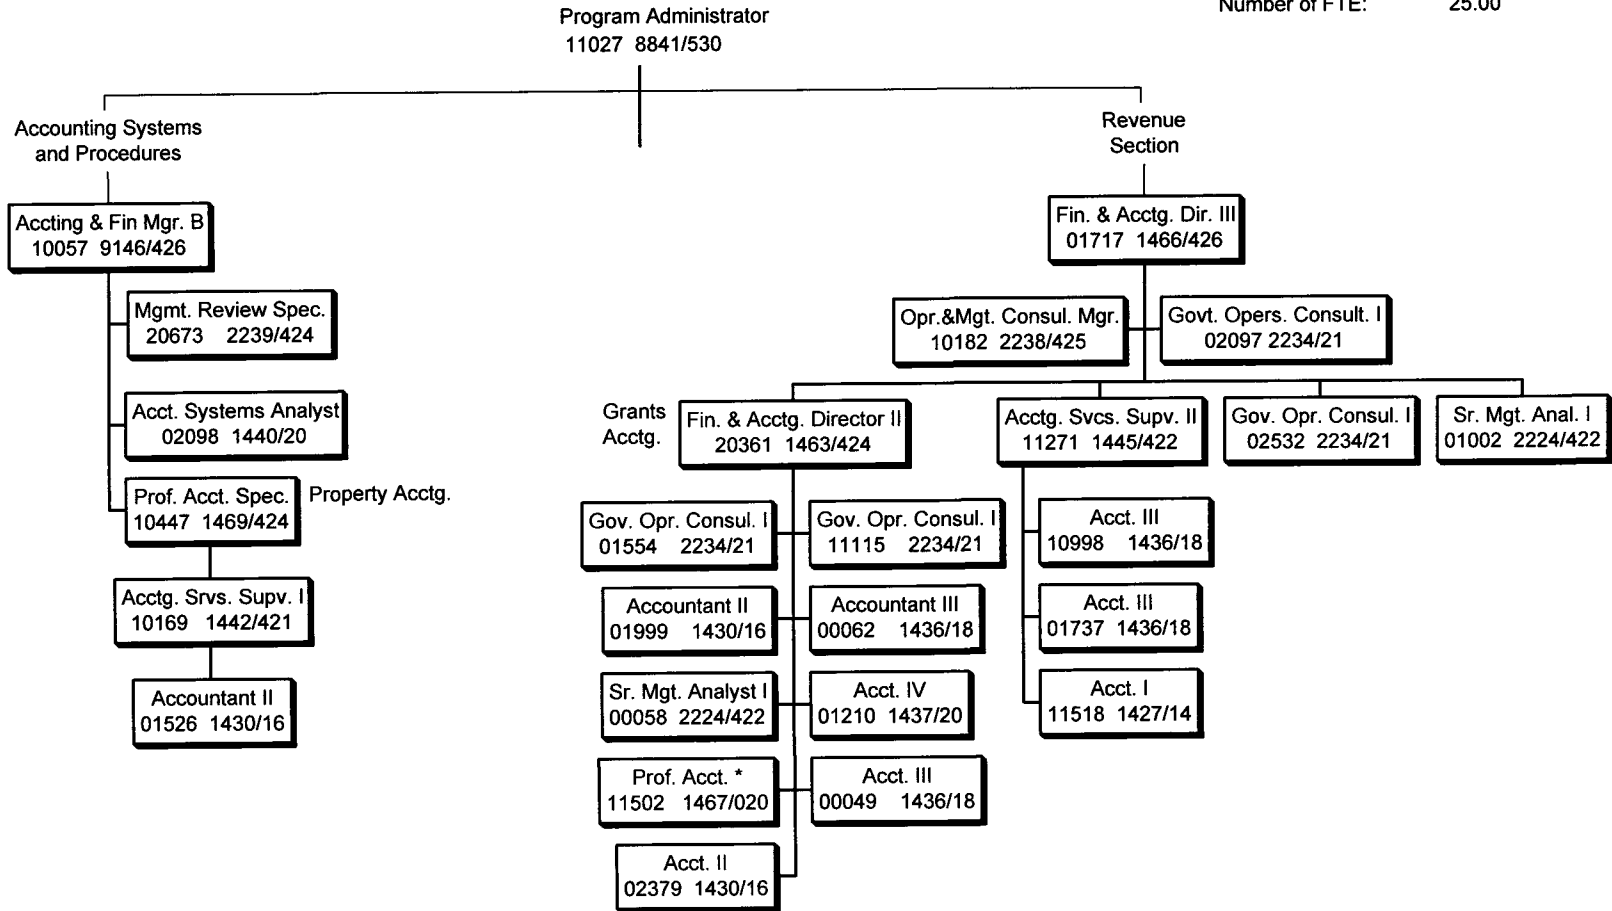 Number of FTE: 25.00
Program Administrator
11027 8841/530
Accounting Systems
and Procedures
Accting & Fin Mgr. B
10057 9146/426
Mgmt. Review Spec.
20673 2239/424
Acct. Systems Analyst
02098 1440/20
Prof. Acct. Spec.
10447 1469/424
Property Acctg.
Acctg. Srvs. Supv. I
10169 1442/421
Accountant II
01526 1430/16
Revenue
Section
Fin. & Acctg. Dir. III
01717 1466/426
Opr.&Mgt. Consul. Mgr.
10182 2238/425
Govt. Opers. Consult. I
02097 2234/21
Grants
Acctg.
Fin. & Acctg. Director II
20361 1463/424
Acctg. Svcs. Supv. II
11271 1445/422
Gov. Opr. Consul. I
02532 2234/21
Sr. Mgt. Anal. I
01002 2224/422
Gov. Opr. Consul. I
01554 2234/21
Gov. Opr. Consul. I
11115 2234/21
Accountant II
01999 1430/16
Accountant III
00062 1436/18
Sr. Mgt. Analyst I
00058 2224/422
Acct. IV
01210 1437/20
Prof. Acct. *
11502 1467/020
Acct. III
00049 1436/18
Acct. II
02379 1430/16
Acct. III
10998 1436/18
Acct. III
01737 1436/18
Acct. I
11518 1427/14